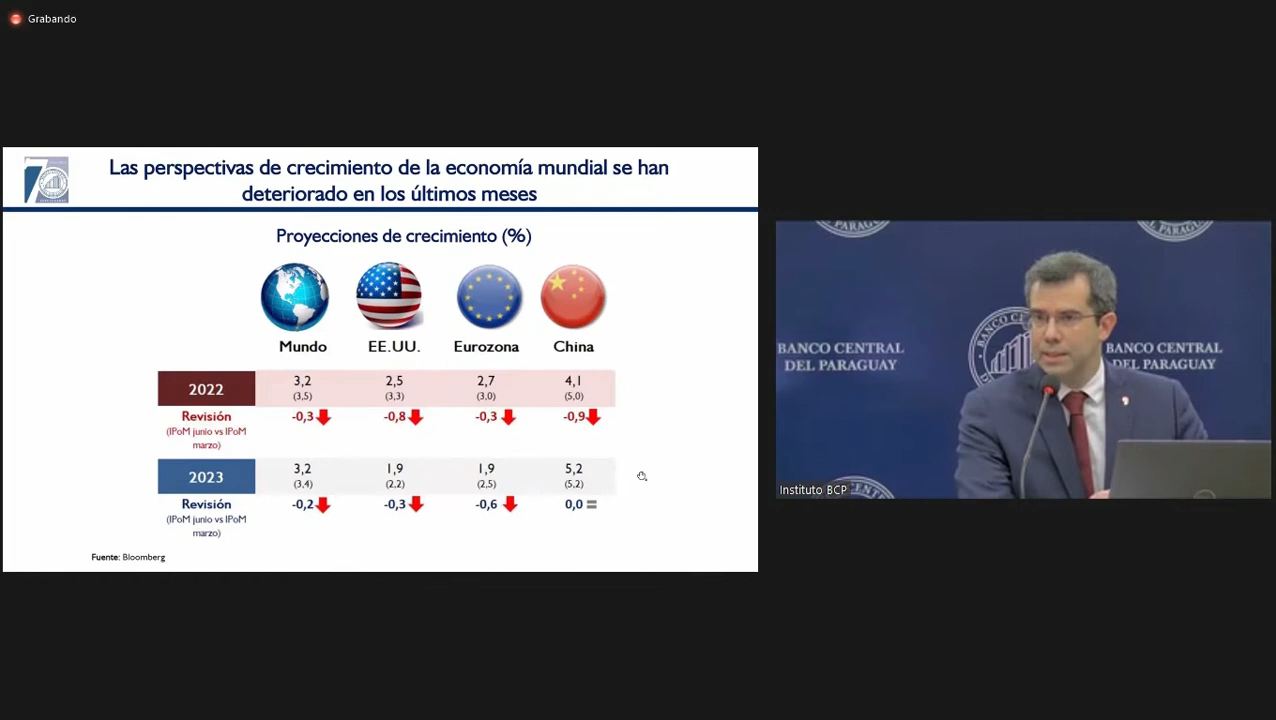 Grabando
Las perspectivas de crecimiento de la economía mundial se han
deteriorado en los últimos meses
Proyecciones de crecimiento (%)
Mundo EE.UU. Eurozona China
2022 3,2 2,5 2,7 4,1
(3,5) (3,3) (3,0) (5,0)
Revisión -0,3 -0,8 -0,3 -0,9
(IPoM junio vs IPoM
marzo)
2023 3,2 1,9 1,9 5,2
(3,4) (2,2) (2,5) (5,2)
Revisión -0,2 -0,3 -0,6 0,0 =
(IPoM junio vs IPoM
marzo)
Fuente: Bloomberg
DEL PARAGUAY
BANCO CENTRAL
DEL PARAGUAY
BANCO CENTRAL
DEL PARAGUAY
Instituto BCP